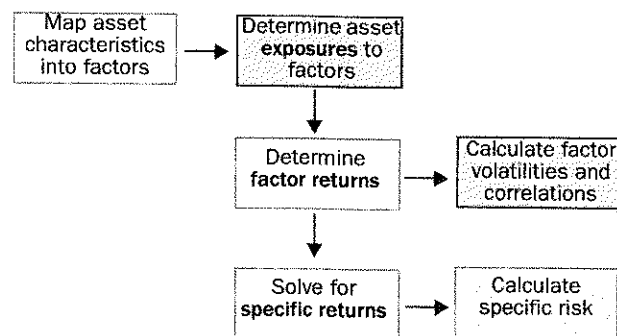 Map asset
characteristics
into factors
Determine asset
exposures to
factors
Determine
factor returns
Calculate factor
volatilities and
correlations
Solve for
specific returns
Calculate
specific risk